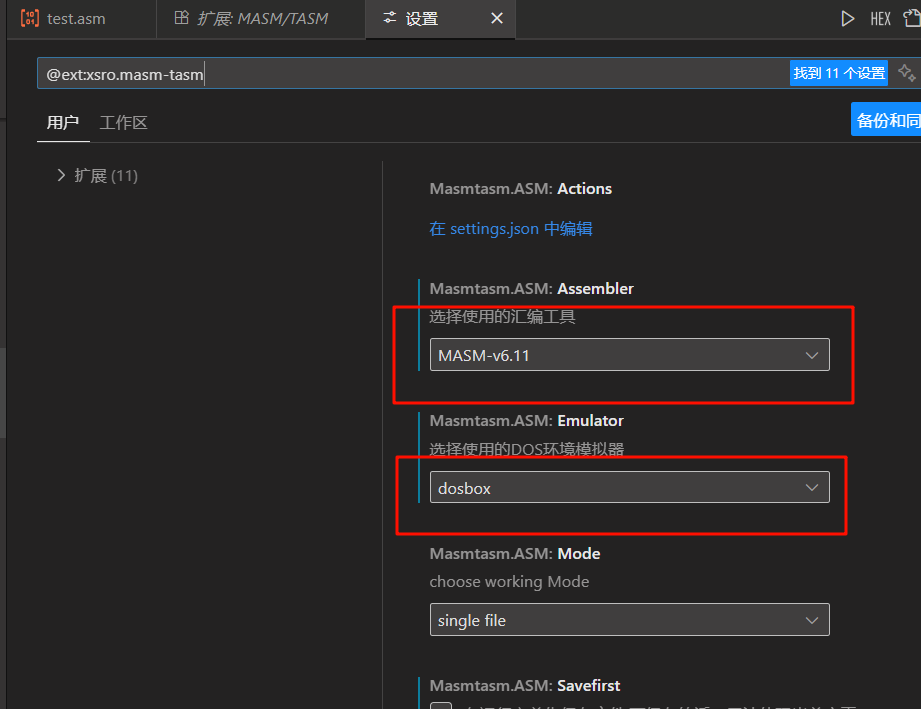 test.asm
扩展: MASM/TASM
设置
HEX
@ext:xsro.masm-tasm
找到 11 个设置
用户
工作区
备份和同
扩展 (11)
Masmtasm.ASM: Actions
在 settings.json 中编辑
Masmtasm.ASM: Assembler
选择使用的汇编工具
MASM-v6.11
Masmtasm.ASM: Emulator
选择使用的DOS环境模拟器
dosbox
Masmtasm.ASM: Mode
choose working Mode
single file
Masmtasm.ASM: Savefirst